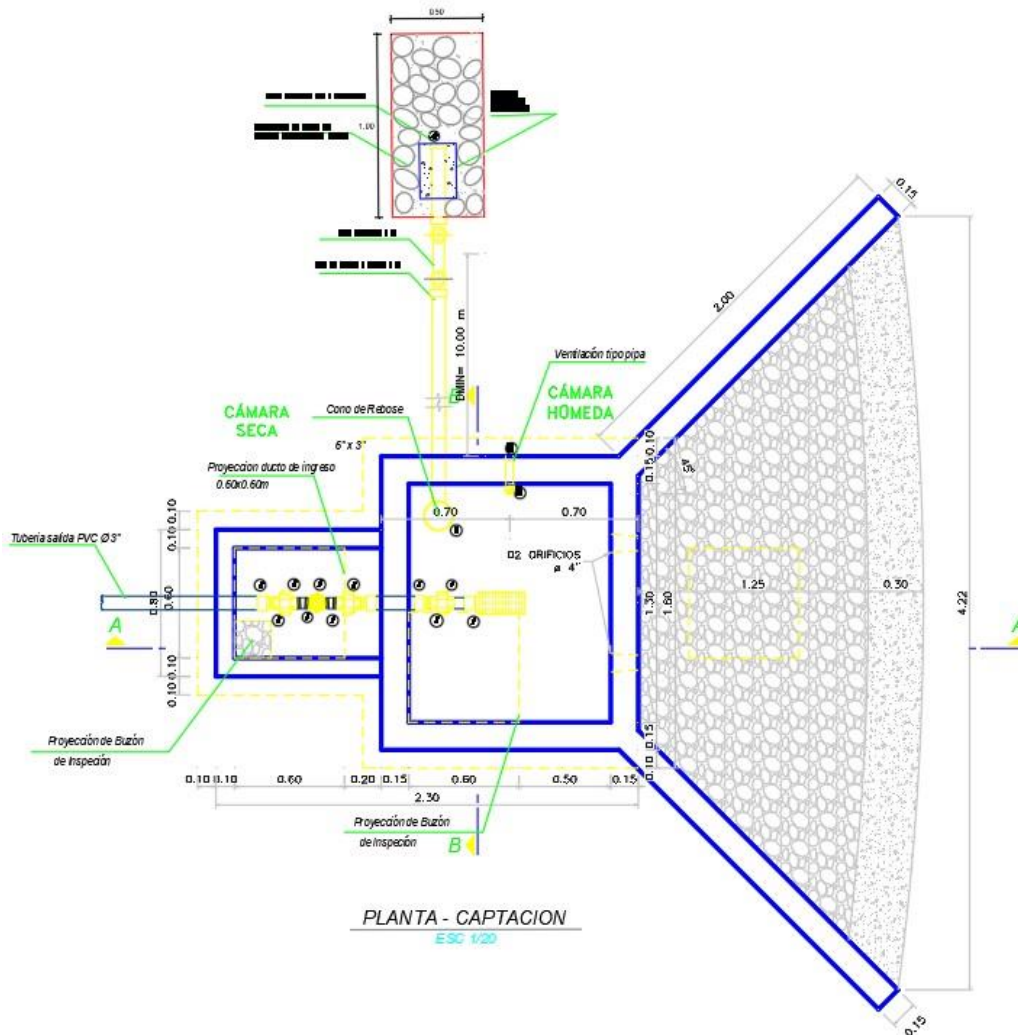 0.50
1.00
0.15
2.00
DMIN= 10.00 m
Ventilación tipo pipa
CÁMARA
HÚMEDA
CÁMARA
SECA
Cono de Rebose
6" x 3"
B
Proyeccion ducto de ingreso
0.60x0.60m
0.10
0.15
45°
0.10
0.10
Tubería salida PVC Ø 3"
0.70
0.70
02 ORIFICIOS
ø 4"
0.80
0.60
1.30
1.60
1.25
0.30
4.22
A
A
0.10
0.10
Proyección de Buzón
de Inspeción
0.15
0.10
0.10
0.10
0.60
0.20
0.15
0.60
0.50
0.15
2.30
Proyección de Buzón
de Inspeción
B
PLANTA - CAPTACION
ESC 1/20
0.15